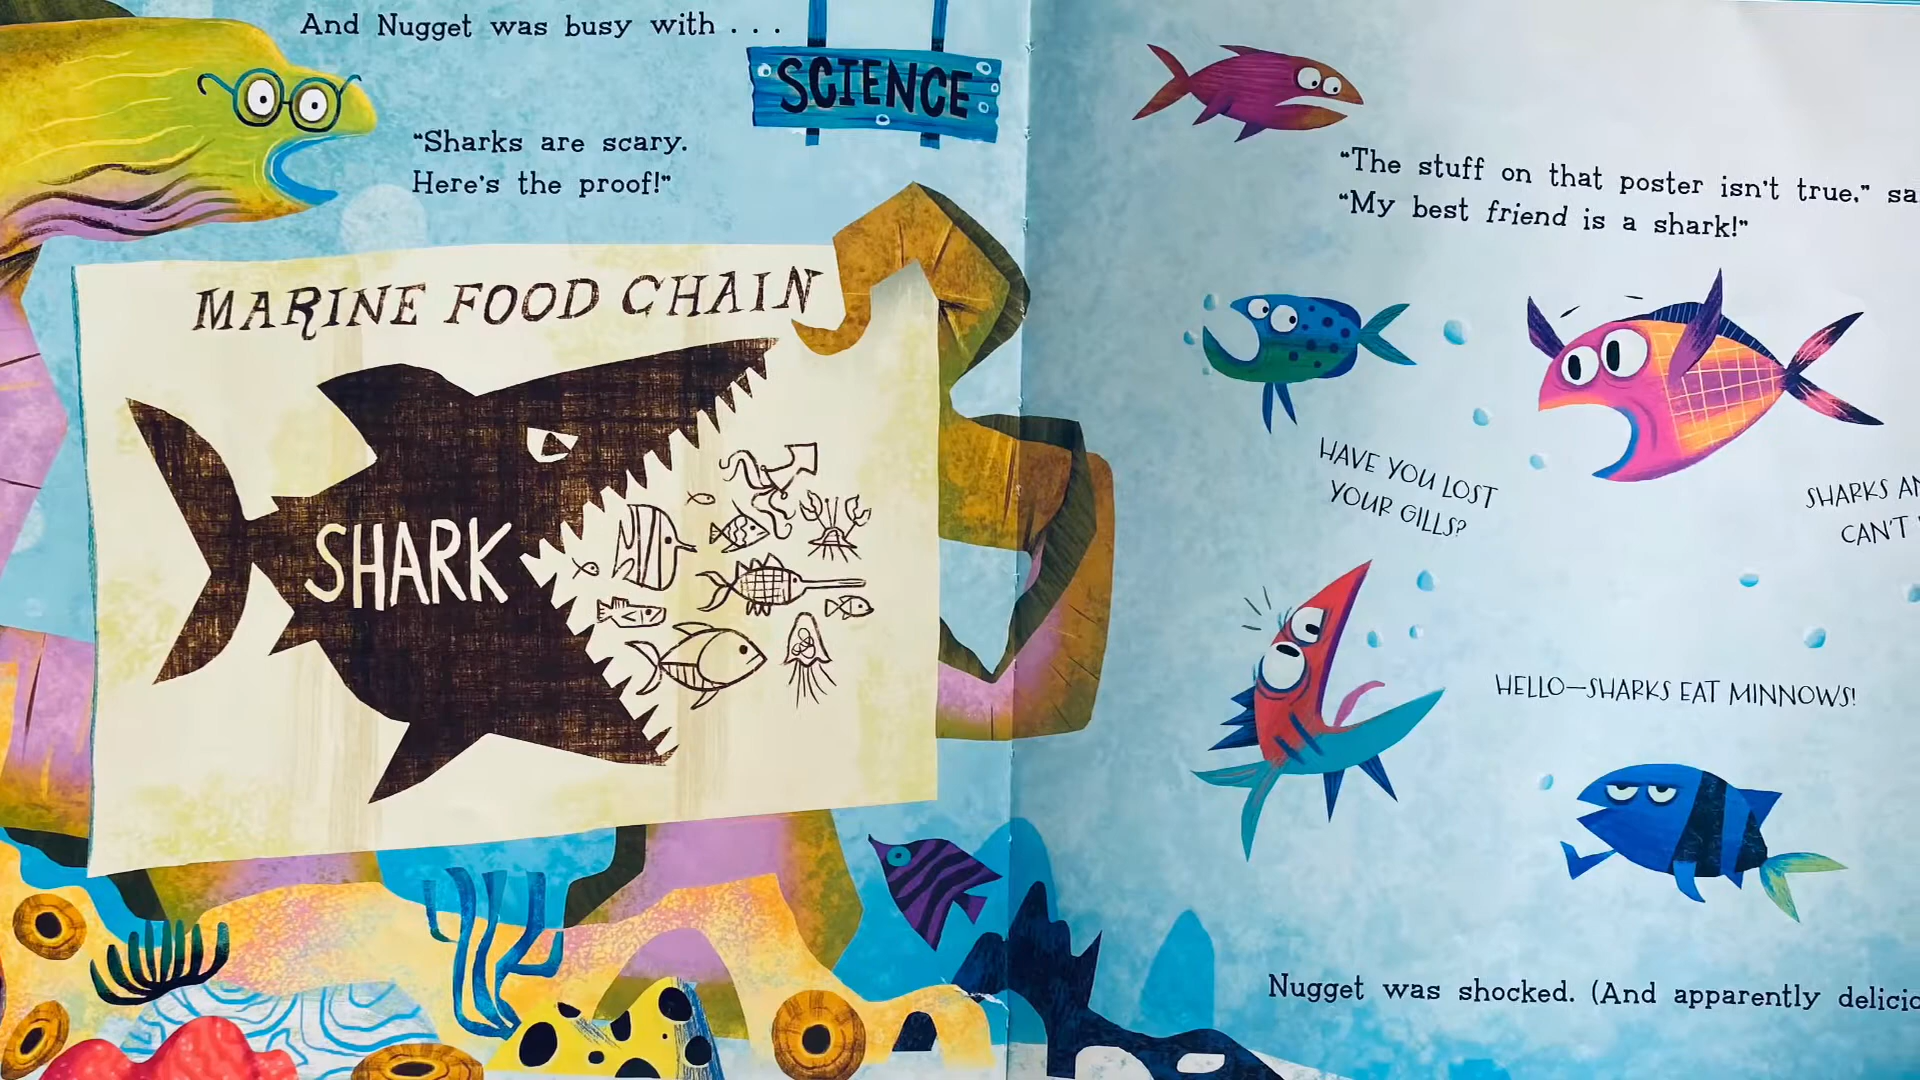 And Nugget was busy with . . .
SCIENCE
“Sharks are scary.
Here’s the proof!”
MARINE FOOD CHAIN
SHARK
“The stuff on that poster isn’t true,”
“My best friend is a shark!”
HAVE YOU LOST
YOUR GILLS?
SHARKS
CAN'T
HELLO—SHARKS EAT MINNOWS!
Nugget was shocked. (And apparently